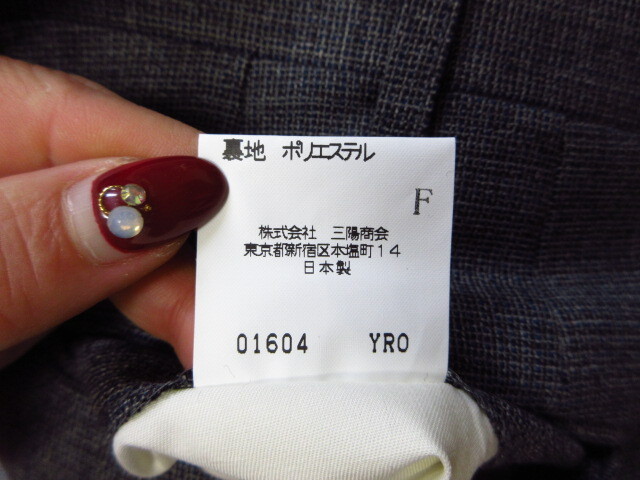 裏地 ポリエステル
F
株式会社 三陽商会
東京都新宿区本塩町14
日本製
01604 YRO